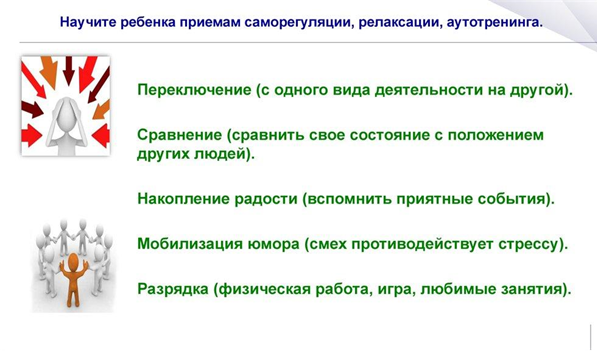 Научите ребенка приемам саморегуляции, релаксации, аутотренинга.
Переключение (с одного вида деятельности на другой).
Сравнение (сравнить свое состояние с положением
других людей).
Накопление радости (вспомнить приятные события).
Мобилизация юмора (смех противодействует стрессу).
Разрядка (физическая работа, игра, любимые занятия).